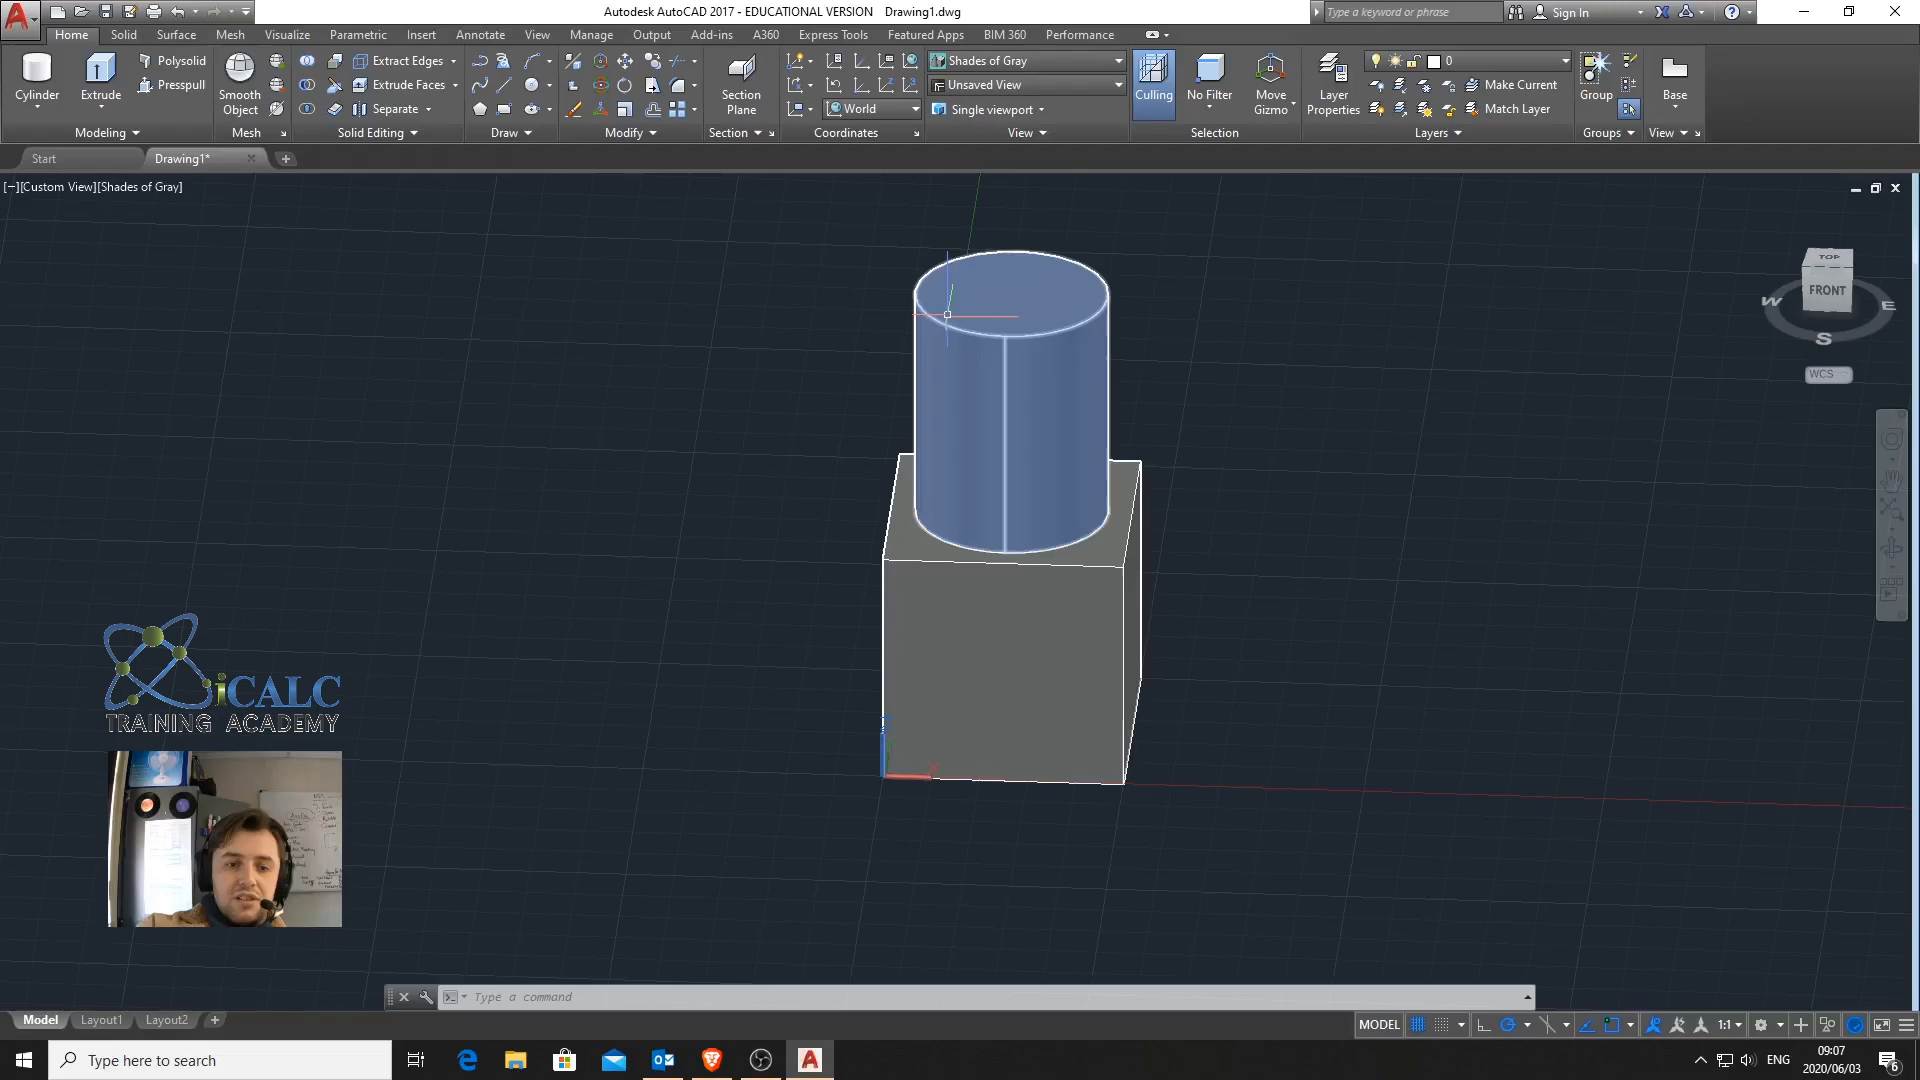 Autodesk AutoCAD 2017 - EDUCATIONAL VERSION Drawing1.dwg
Type a keyword or phrase
Sign In
Home Solid Surface Mesh Visualize Parametric Insert Annotate View Manage Output Add-ins A360 Express Tools Featured Apps BIM 360 Performance
Cylinder
Extrude
Polysolid
Presspull
Modeling
Smooth Object
Mesh
Extract Edges
Extrude Faces
Separate
Solid Editing
Draw
Modify
Section Plane
Section
World
Coordinates
Shades of Gray
Unsaved View
Single viewport
View
Culling
No Filter
Move Gizmo
Selection
Layer Properties
0
Make Current
Match Layer
Layers
Group
Groups
Base
View
Start
Drawing1*
[−][Custom View][Shades of Gray]
TOP
FRONT
W
E
S
WCS
X
iCALC
TRAINING ACADEMY
Type a command
Model Layout1 Layout2
MODEL
1:1
Type here to search
ENG
09:07
2020/06/03
6